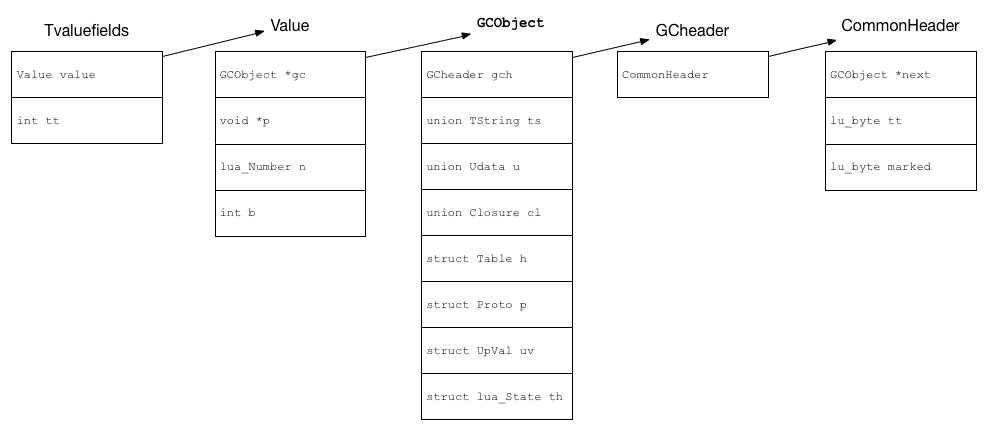 Tvaluefields
Value value
int tt
Value
GCObject *gc
void *p
lua_Number n
int b
GCObject
GCheader gch
union TString ts
union Udata u
union Closure cl
struct Table h
struct Proto p
struct UpVal uv
struct lua_State th
GCheader
CommonHeader
CommonHeader
GCObject *next
lu_byte tt
lu_byte marked